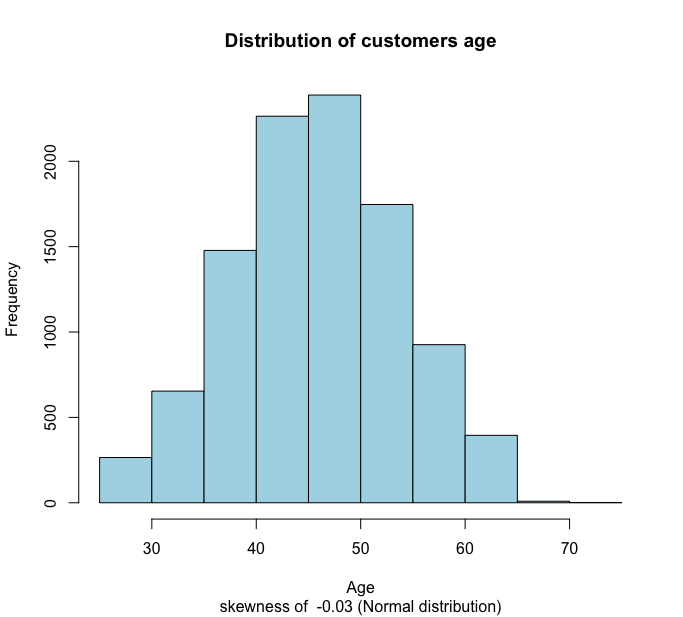 Distribution of customers age
Frequency
2000
1500
1000
500
0
30 40 50 60 70
Age
skewness of  -0.03 (Normal distribution)